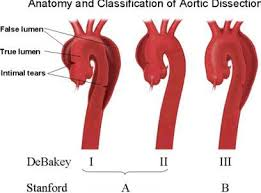 Anatomy and Classification of Aortic Dissection
False lumen
True lumen
Intimal tears
DeBakey I II III
Stanford A B